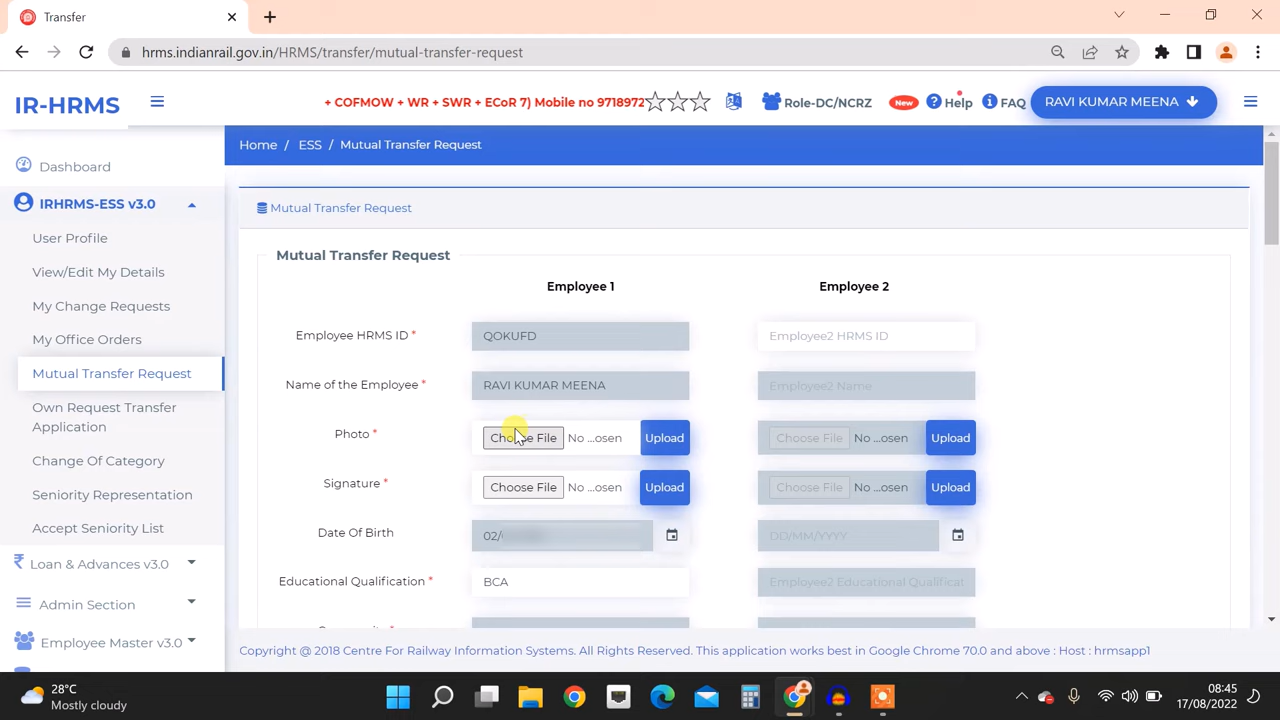 Transfer
hrms.indianrail.gov.in/HRMS/transfer/mutual-transfer-request
IR-HRMS
+ COFMOW + WR + SWR + ECoR 7) Mobile no 9718972
Role-DC/NCRZ
New
Help
FAQ
RAVI KUMAR MEENA
Home / ESS / Mutual Transfer Request
Dashboard
IRHRMS-ESS v3.0
User Profile
View/Edit My Details
My Change Requests
My Office Orders
Mutual Transfer Request
Own Request Transfer
Application
Change Of Category
Seniority Representation
Accept Seniority List
Loan & Advances v3.0
Admin Section
Employee Master v3.0
Mutual Transfer Request
Mutual Transfer Request
Employee 1 Employee 2
Employee HRMS ID * QOKUFD Employee2 HRMS ID
Name of the Employee * RAVI KUMAR MEENA Employee2 Name
Photo * Choose File No ...osen Upload Choose File No ...osen Upload
Signature * Choose File No ...osen Upload Choose File No ...osen Upload
Date Of Birth 02/ DD/MM/YYYY
Educational Qualification * BCA Employee2 Educational Qualificat
Copyright @ 2018 Centre For Railway Information Systems. All Rights Reserved. This application works best in Google Chrome 70.0 and above : Host : hrmsapp1
28°C
Mostly cloudy
08:45
17/08/2022